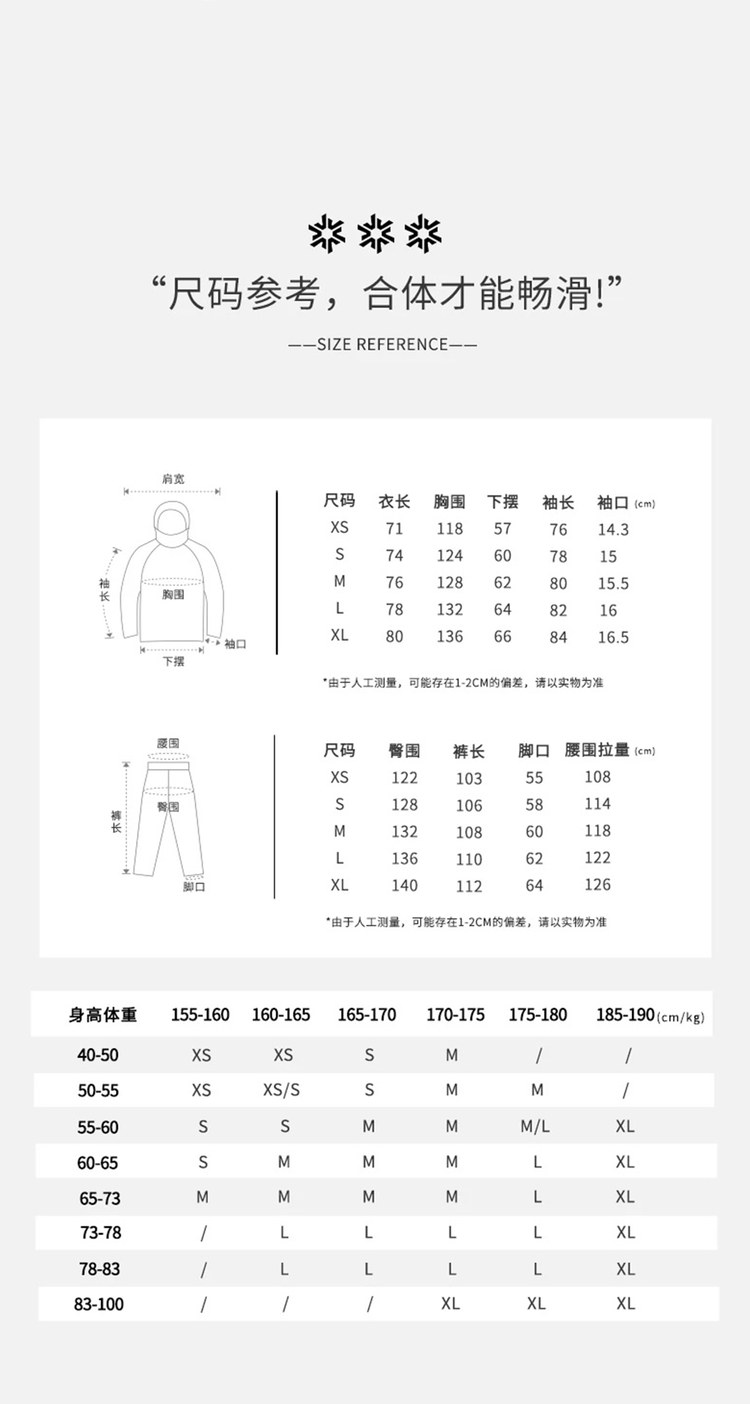 “尺码参考，合体才能畅滑!”
——SIZE REFERENCE——
肩宽
袖长
胸围
袖口
下摆
尺码 衣长 胸围 下摆 袖长 袖口 (cm)
XS 71 118 57 76 14.3
S 74 124 60 78 15
M 76 128 62 80 15.5
L 78 132 64 82 16
XL 80 136 66 84 16.5
*由于人工测量，可能存在1-2CM的偏差，请以实物为准
腰围
臀围
裤长
脚口
尺码 臀围 裤长 脚口 腰围拉量 (cm)
XS 122 103 55 108
S 128 106 58 114
M 132 108 60 118
L 136 110 62 122
XL 140 112 64 126
*由于人工测量，可能存在1-2CM的偏差，请以实物为准
身高体重 155-160 160-165 165-170 170-175 175-180 185-190(cm/kg)
40-50 XS XS S M / /
50-55 XS XS/S S M M /
55-60 S S M M M/L XL
60-65 S M M M L XL
65-73 M M M M L XL
73-78 / L L L L XL
78-83 / L L L L XL
83-100 / / / XL XL XL